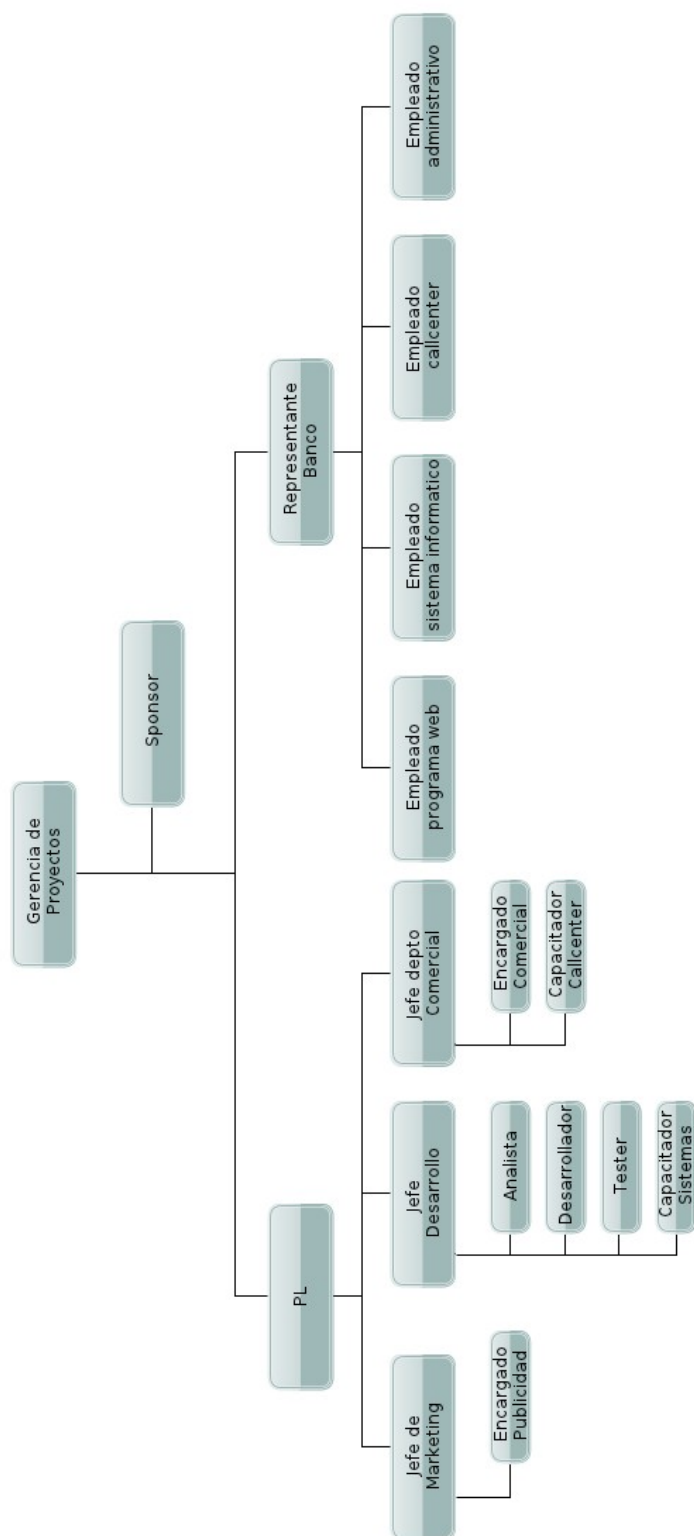 Gerencia de
Proyectos
Sponsor
PL
Representante
Banco
Jefe de
Marketing
Jefe
Desarrollo
Jefe depto
Comercial
Empleado
programa web
Empleado
sistema informatico
Empleado
callcenter
Empleado
administrativo
Encargado
Publicidad
Analista
Desarrollador
Tester
Capacitador
Sistemas
Encargado
Comercial
Capacitador
Callcenter